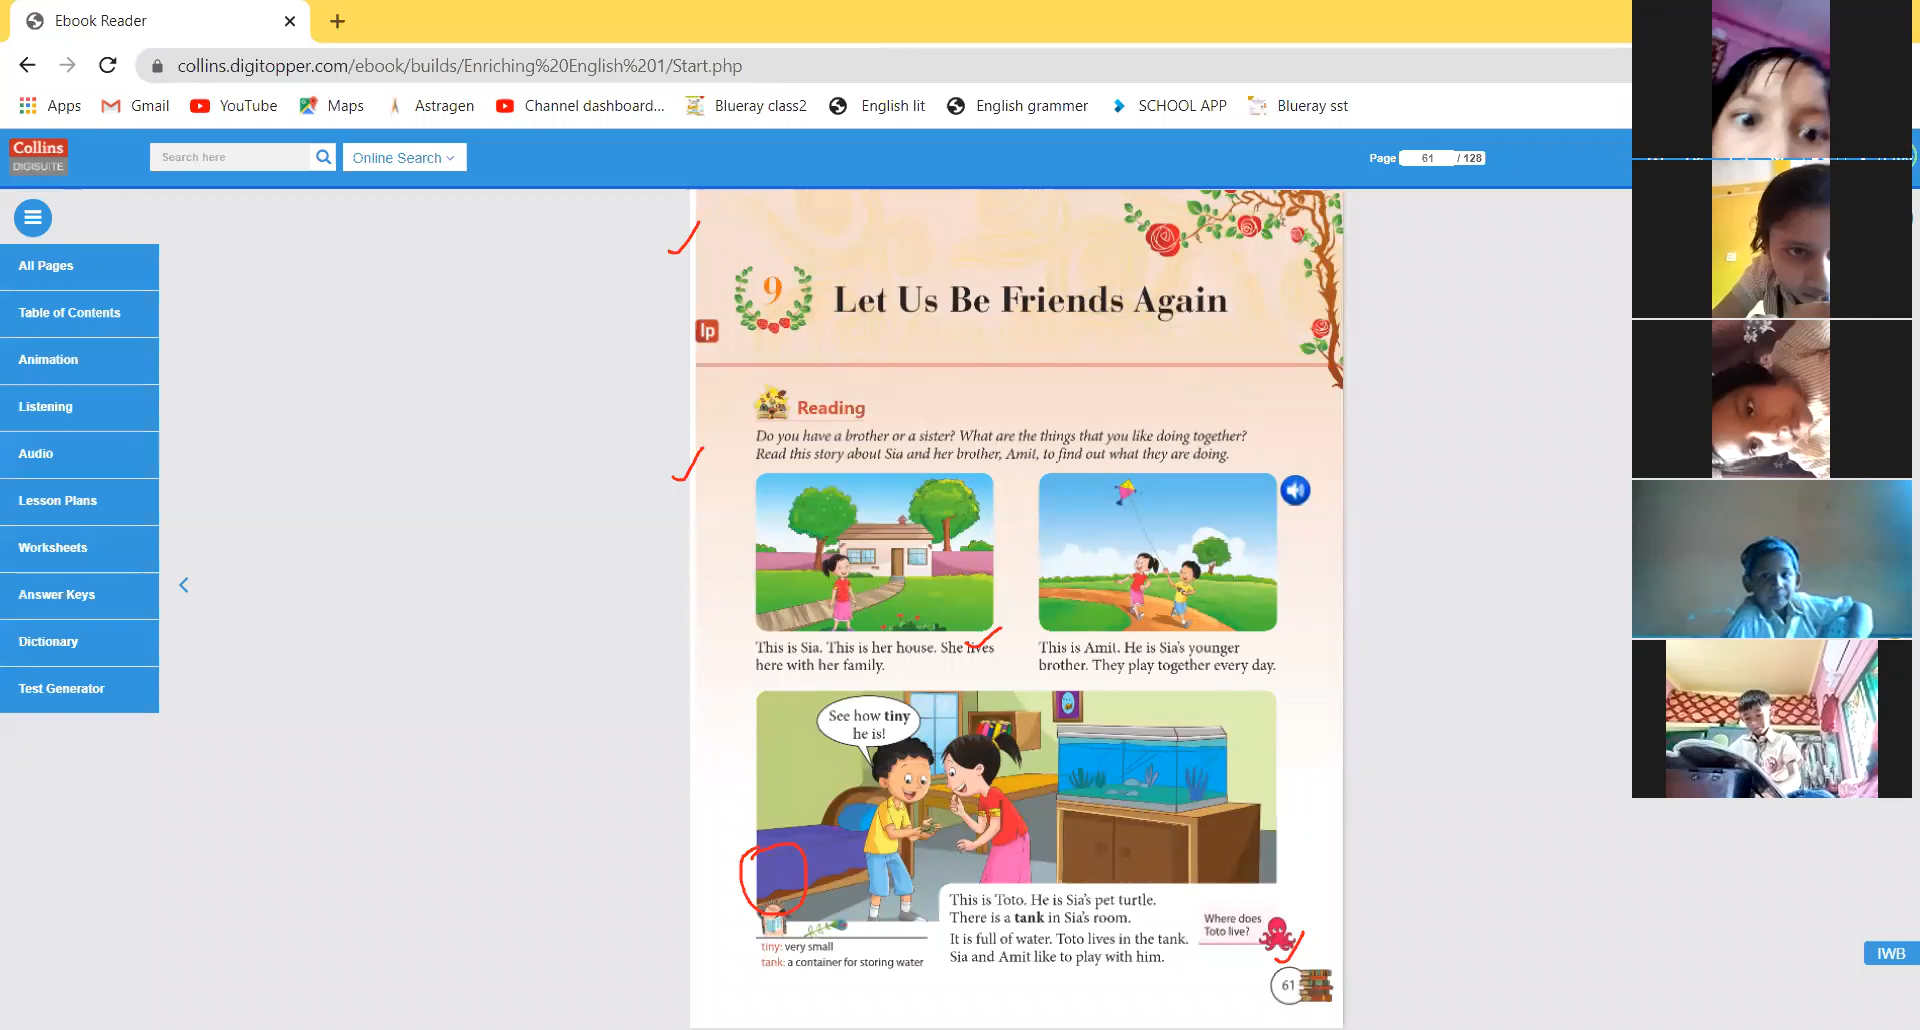 Ebook Reader
collins.digitopper.com/ebook/builds/Enriching%20English%201/Start.php
Apps Gmail YouTube Maps Astragen Channel dashboard... Blueray class2 English lit English grammer SCHOOL APP Blueray sst
Collins
DIGISUITE
Search here
Online Search
Page 61 / 128
All Pages
Table of Contents
Animation
Listening
Audio
Lesson Plans
Worksheets
Answer Keys
Dictionary
Test Generator
9
Let Us Be Friends Again
lp
Reading
Do you have a brother or a sister? What are the things that you like doing together?
Read this story about Sia and her brother, Amit, to find out what they are doing.
This is Sia. This is her house. She lives
here with her family.
This is Amit. He is Sia's younger
brother. They play together every day.
See how tiny
he is!
This is Toto. He is Sia's pet turtle.
There is a tank in Sia's room.
It is full of water. Toto lives in the tank.
Sia and Amit like to play with him.
Where does
Toto live?
tiny: very small
tank: a container for storing water
61
IWB